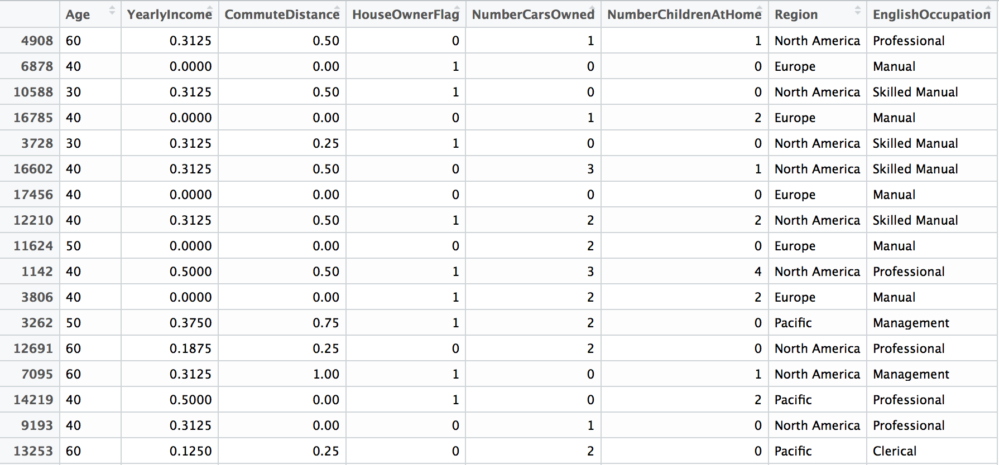 Age YearlyIncome CommuteDistance HouseOwnerFlag NumberCarsOwned NumberChildrenAtHome Region EnglishOccupation
4908 60 0.3125 0.50 0 1 1 North America Professional
6878 40 0.0000 0.00 1 0 0 Europe Manual
10588 30 0.3125 0.50 1 0 0 North America Skilled Manual
16785 40 0.0000 0.00 0 1 2 Europe Manual
3728 30 0.3125 0.25 1 0 0 North America Skilled Manual
16602 40 0.3125 0.50 0 3 1 North America Skilled Manual
17456 40 0.0000 0.00 0 0 0 Europe Manual
12210 40 0.3125 0.50 1 2 2 North America Skilled Manual
11624 50 0.0000 0.00 0 2 0 Europe Manual
1142 40 0.5000 0.50 1 3 4 North America Professional
3806 40 0.0000 0.00 1 2 2 Europe Manual
3262 50 0.3750 0.75 1 2 0 Pacific Management
12691 60 0.1875 0.25 0 2 0 North America Professional
7095 60 0.3125 1.00 1 0 1 North America Management
14219 40 0.5000 0.00 1 0 2 Pacific Professional
9193 40 0.3125 0.00 0 1 0 North America Professional
13253 60 0.1250 0.25 0 2 0 Pacific Clerical